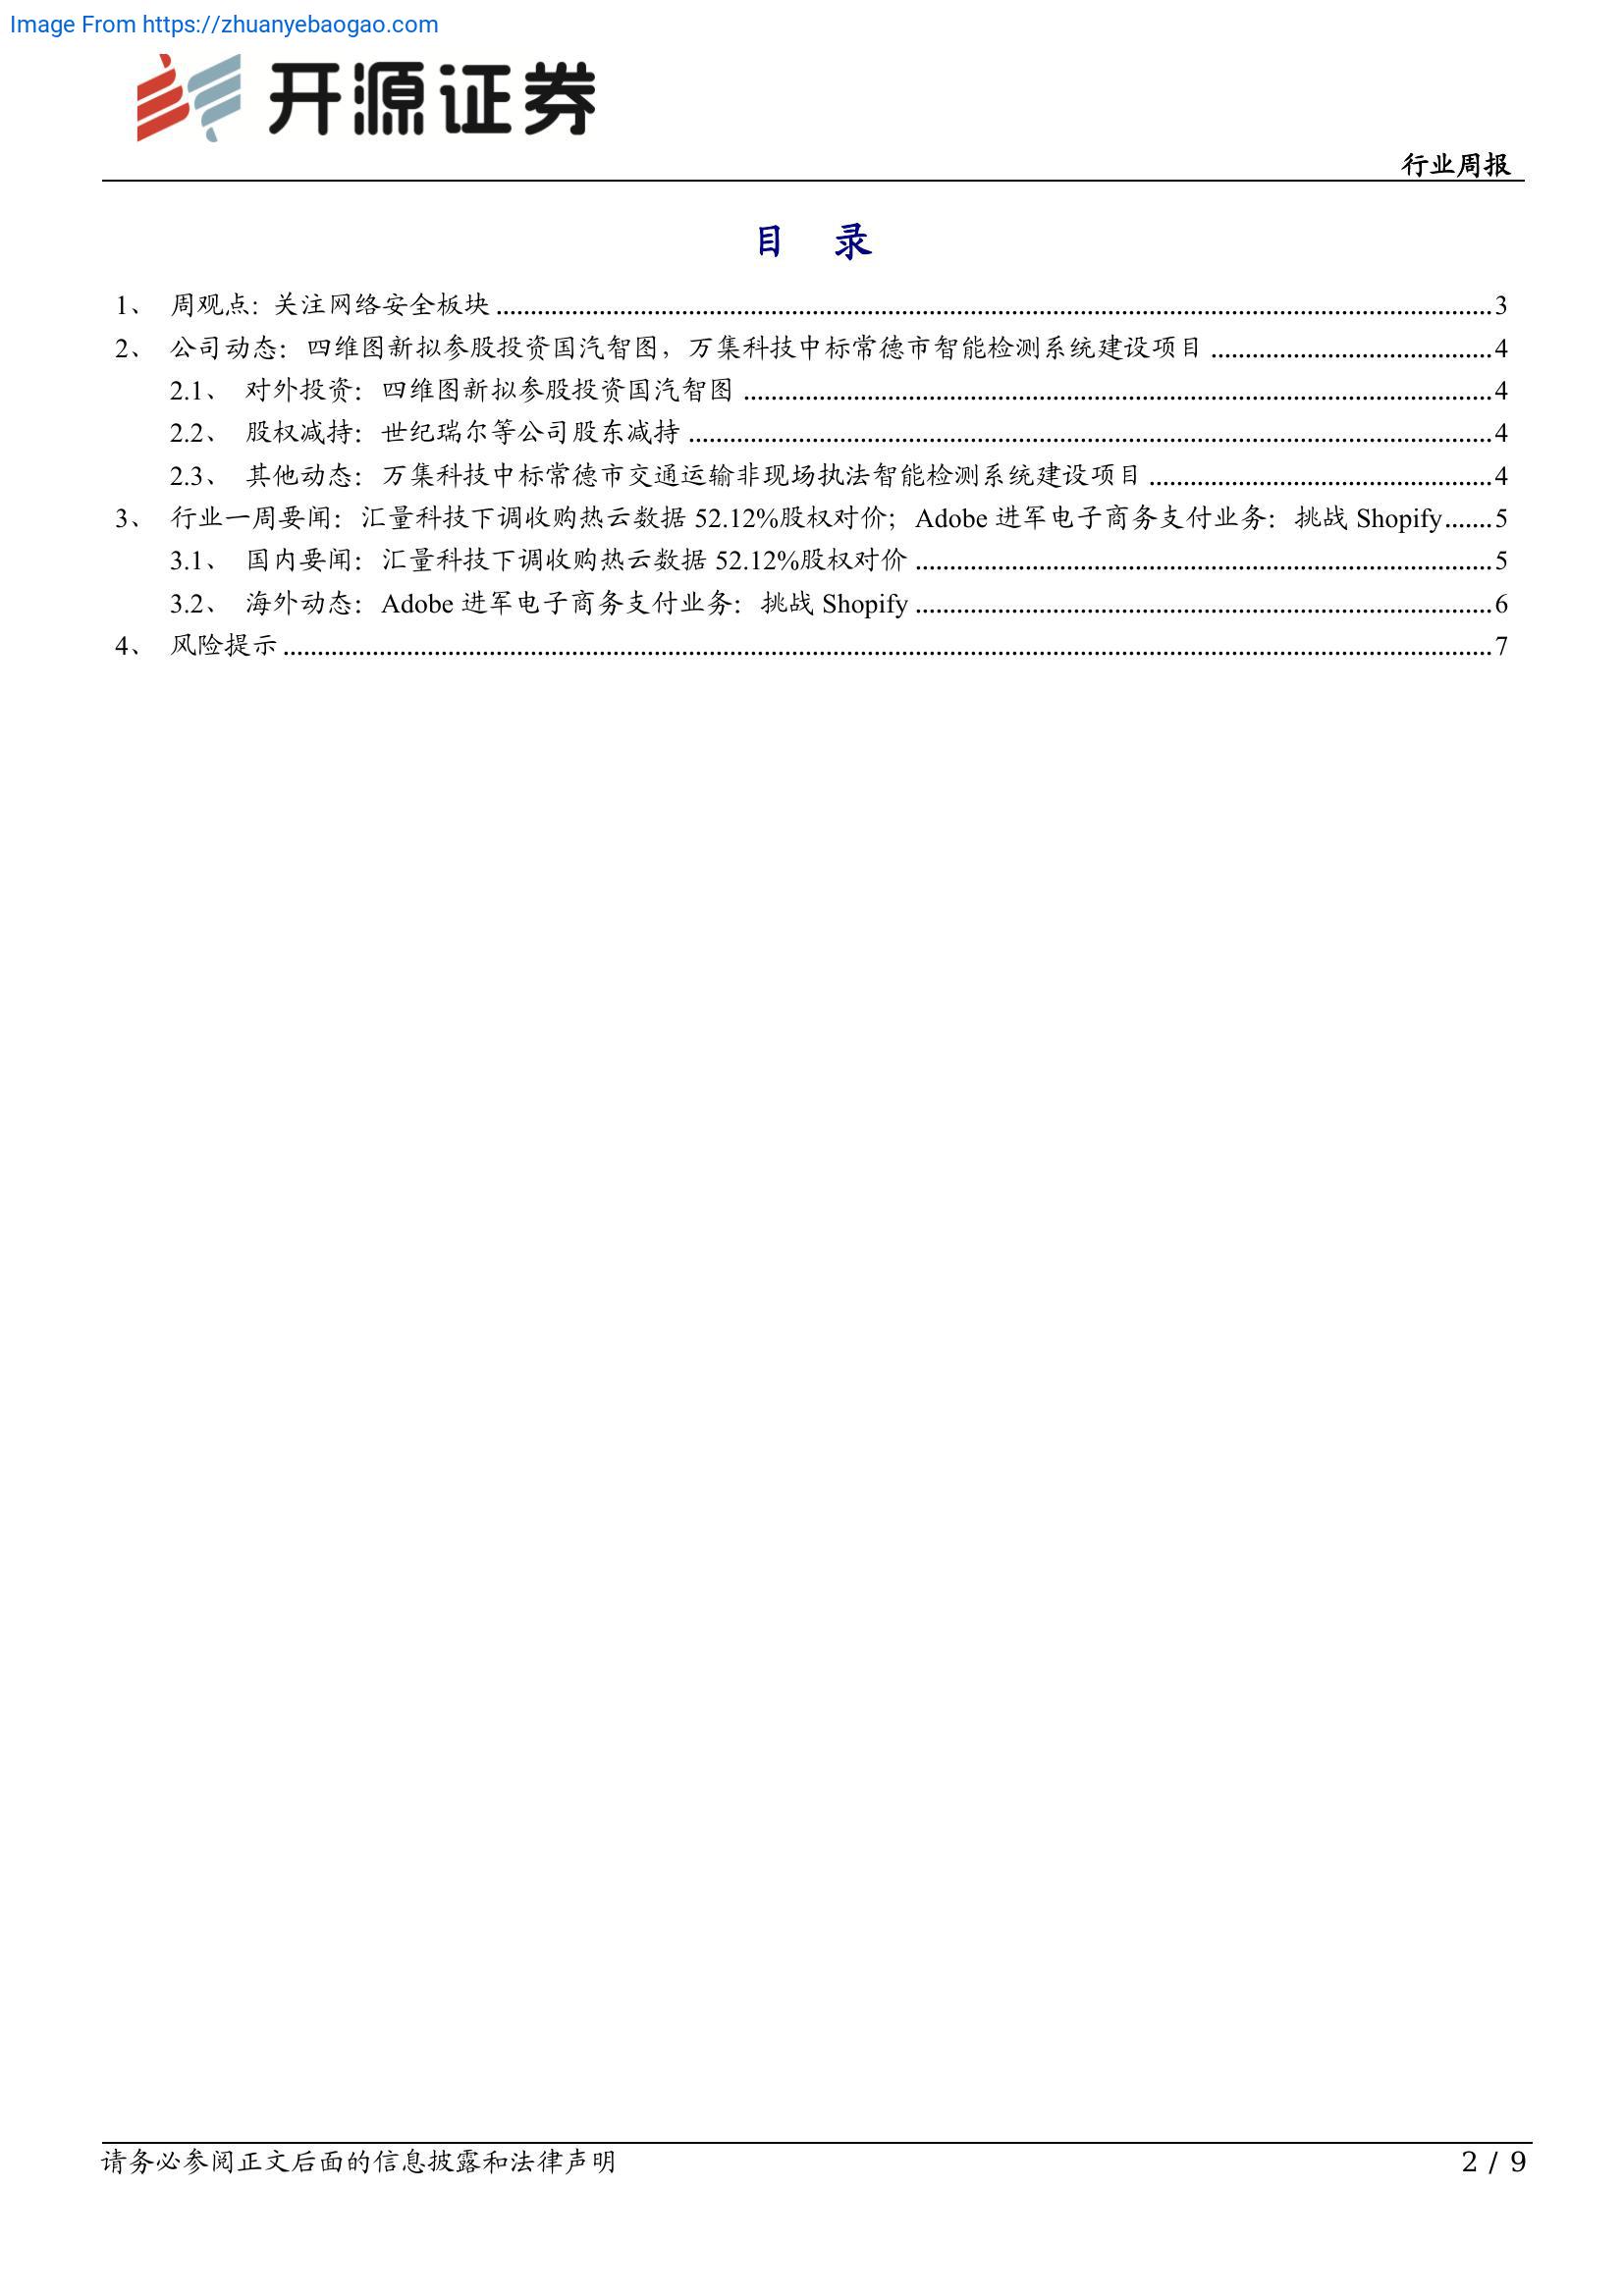 Image From https://zhuanyebaogao.com
开源证券
行业周报
目 录
1、 周观点：关注网络安全板块 ........ 3
2、 公司动态：四维图新拟参股投资国汽智图，万集科技中标常德市智能检测系统建设项目 ........ 4
2.1、 对外投资：四维图新拟参股投资国汽智图 ........ 4
2.2、 股权减持：世纪瑞尔等公司股东减持 ........ 4
2.3、 其他动态：万集科技中标常德市交通运输非现场执法智能检测系统建设项目 ........ 4
3、 行业一周要闻：汇量科技下调收购热云数据 52.12%股权对价；Adobe 进军电子商务支付业务：挑战 Shopify....... 5
3.1、 国内要闻：汇量科技下调收购热云数据 52.12%股权对价 ........ 5
3.2、 海外动态：Adobe 进军电子商务支付业务：挑战 Shopify ........ 6
4、 风险提示 ........ 7
请务必参阅正文后面的信息披露和法律声明 2 / 9